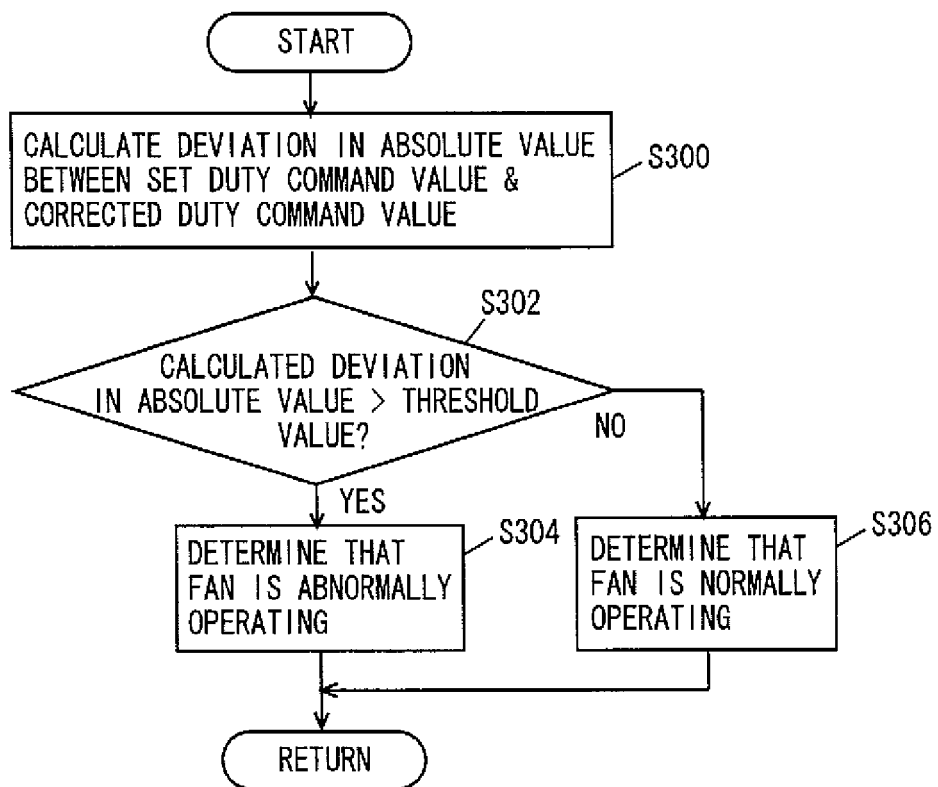 START
CALCULATE DEVIATION IN ABSOLUTE VALUE
BETWEEN SET DUTY COMMAND VALUE &
CORRECTED DUTY COMMAND VALUE
S300
S302
CALCULATED DEVIATION
IN ABSOLUTE VALUE > THRESHOLD
VALUE?
NO
YES
S304
DETERMINE THAT
FAN IS ABNORMALLY
OPERATING
S306
DETERMINE THAT
FAN IS NORMALLY
OPERATING
RETURN